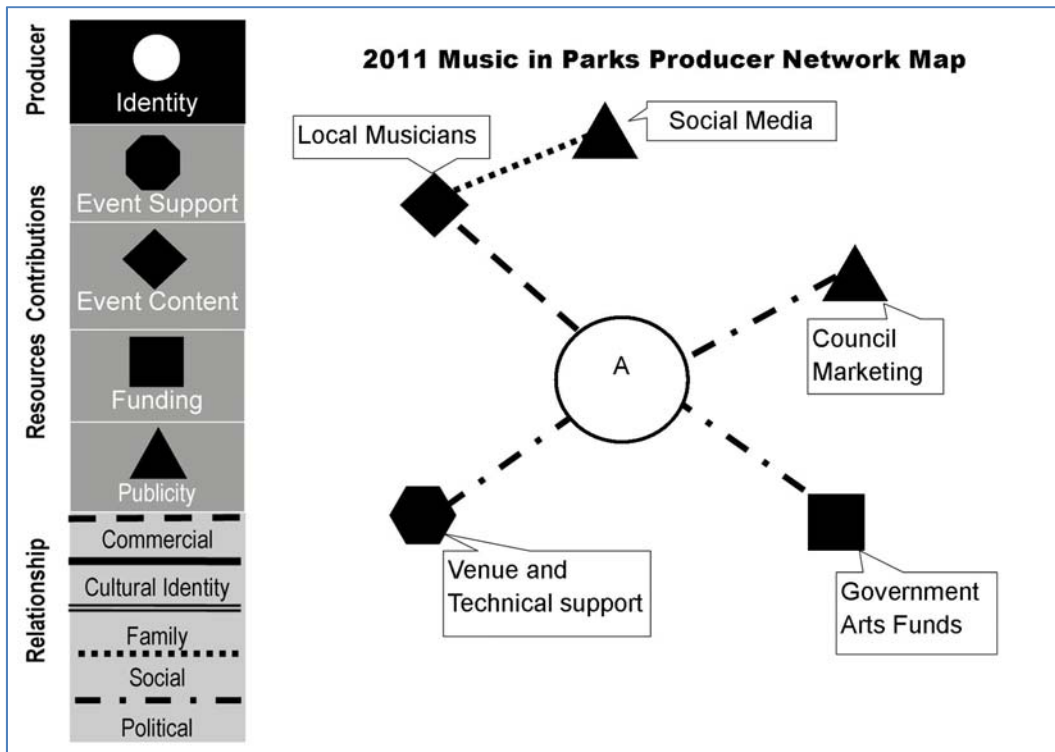 Producer
Identity
Resources Contributions
Event Support
Event Content
Funding
Publicity
Relationship
Commercial
Cultural Identity
Family
Social
Political
2011 Music in Parks Producer Network Map
Local Musicians
Social Media
A
Council
Marketing
Venue and
Technical support
Government
Arts Funds